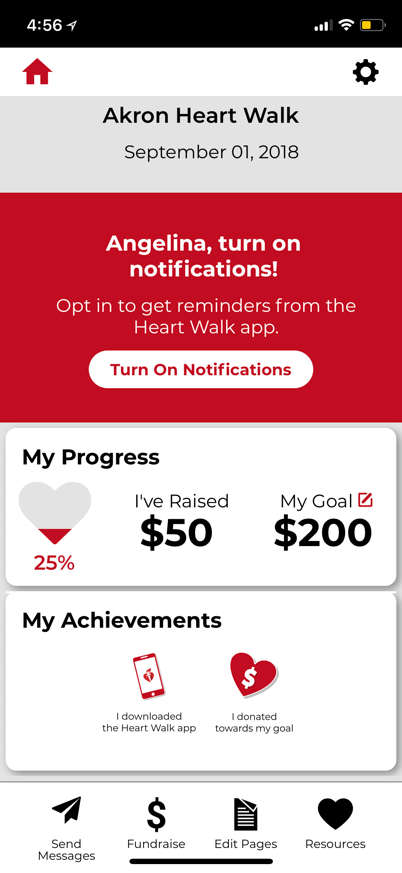 4:56
Akron Heart Walk
September 01, 2018
Angelina, turn on
notifications!
Opt in to get reminders from the
Heart Walk app.
Turn On Notifications
My Progress
I've Raised
$50
My Goal
$200
25%
My Achievements
I downloaded
the Heart Walk app
$
I donated
towards my goal
Send
Messages
$
Fundraise
Edit Pages
Resources